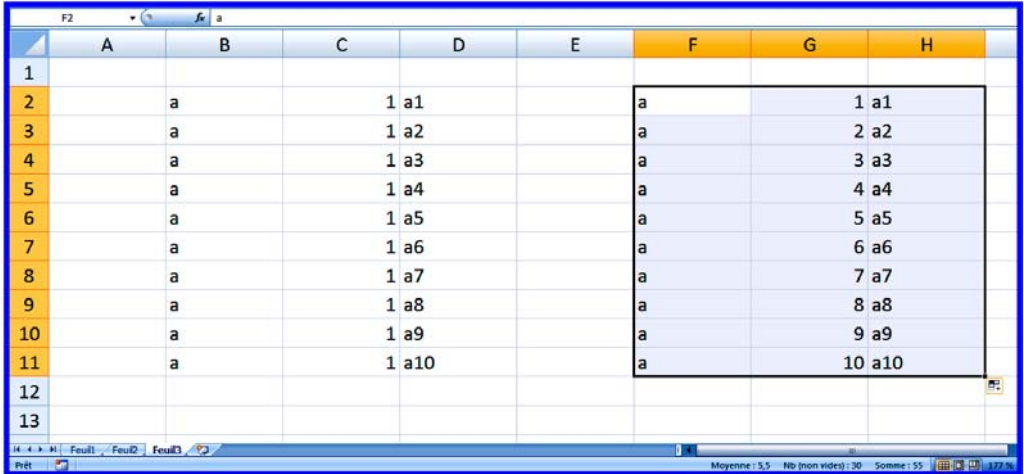 F2 fx a
A B C D E F G H
1
2 a 1 a1 a 1 a1
3 a 1 a2 a 2 a2
4 a 1 a3 a 3 a3
5 a 1 a4 a 4 a4
6 a 1 a5 a 5 a5
7 a 1 a6 a 6 a6
8 a 1 a7 a 7 a7
9 a 1 a8 a 8 a8
10 a 1 a9 a 9 a9
11 a 1 a10 a 10 a10
12
13
Feuil1 Feuil2 Feuil3
Prêt Moyenne : 5,5 Nb (non vides) : 30 Somme : 55 177 %